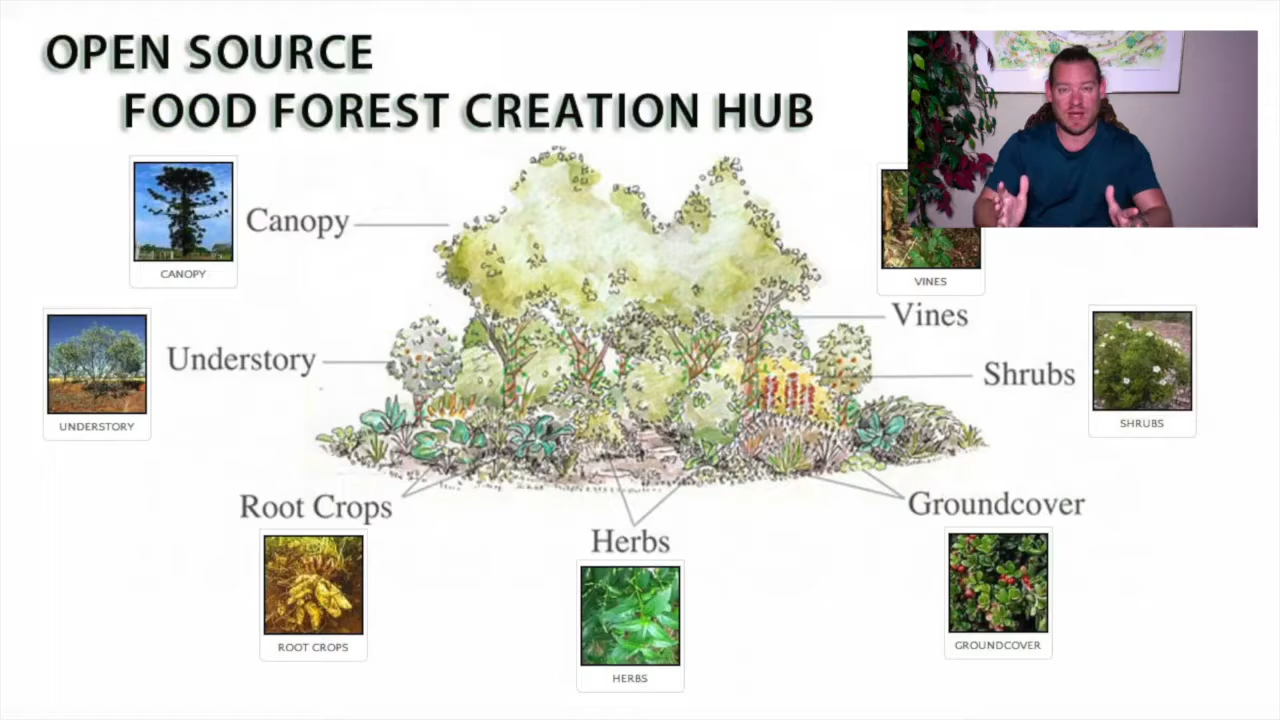 OPEN SOURCE
FOOD FOREST CREATION HUB
CANOPY
Canopy
VINES
Vines
UNDERSTORY
Understory
Shrubs
SHRUBS
Root Crops
ROOT CROPS
Herbs
HERBS
Groundcover
GROUNDCOVER